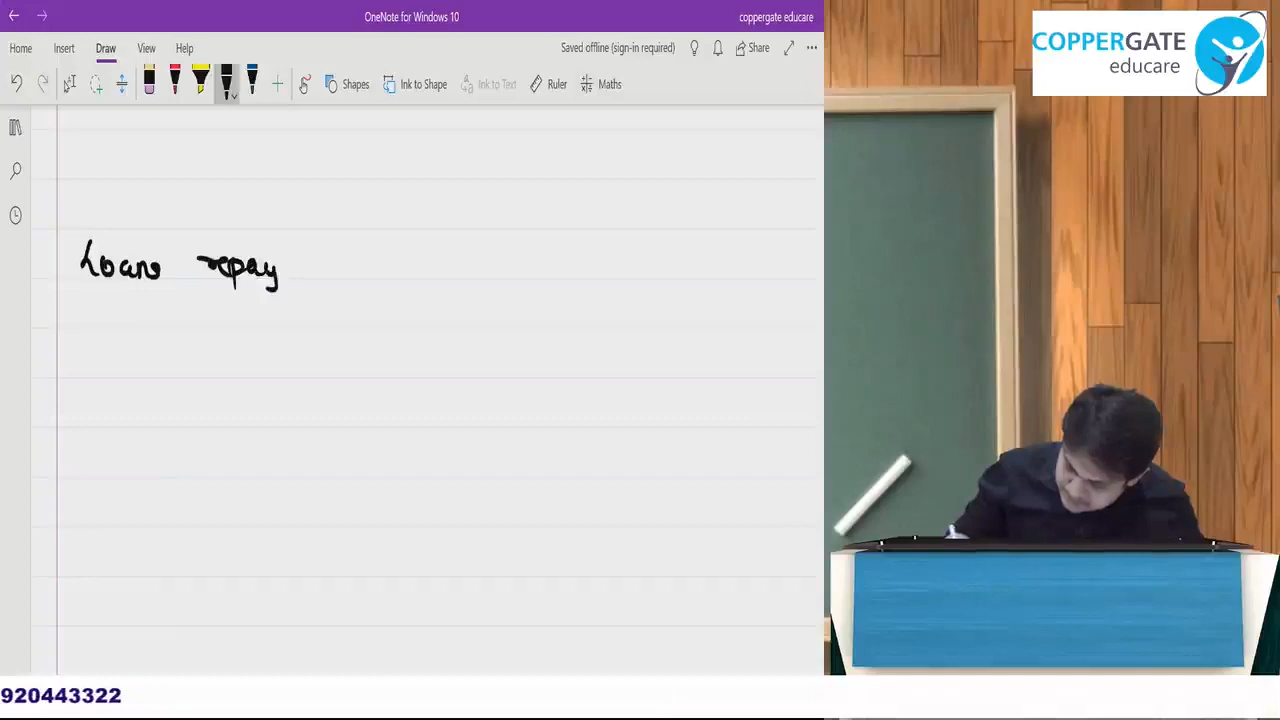 OneNote for Windows 10
coppergate educare
Home Insert Draw View Help
Saved offline (sign-in required) Share
Shapes Ink to Shape Ink to Text Ruler Maths
COPPERGATE
educare
Loans repay
920443322